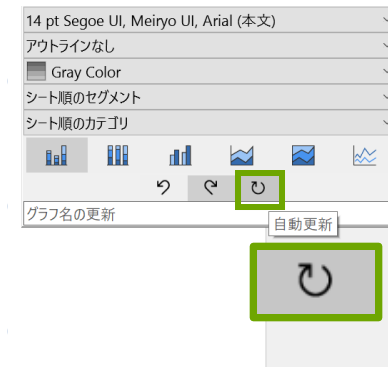 14 pt Segoe UI, Meiryo UI, Arial (本文)
アウトラインなし
Gray Color
シート順のセグメント
シート順のカテゴリ
グラフ名の更新
自動更新